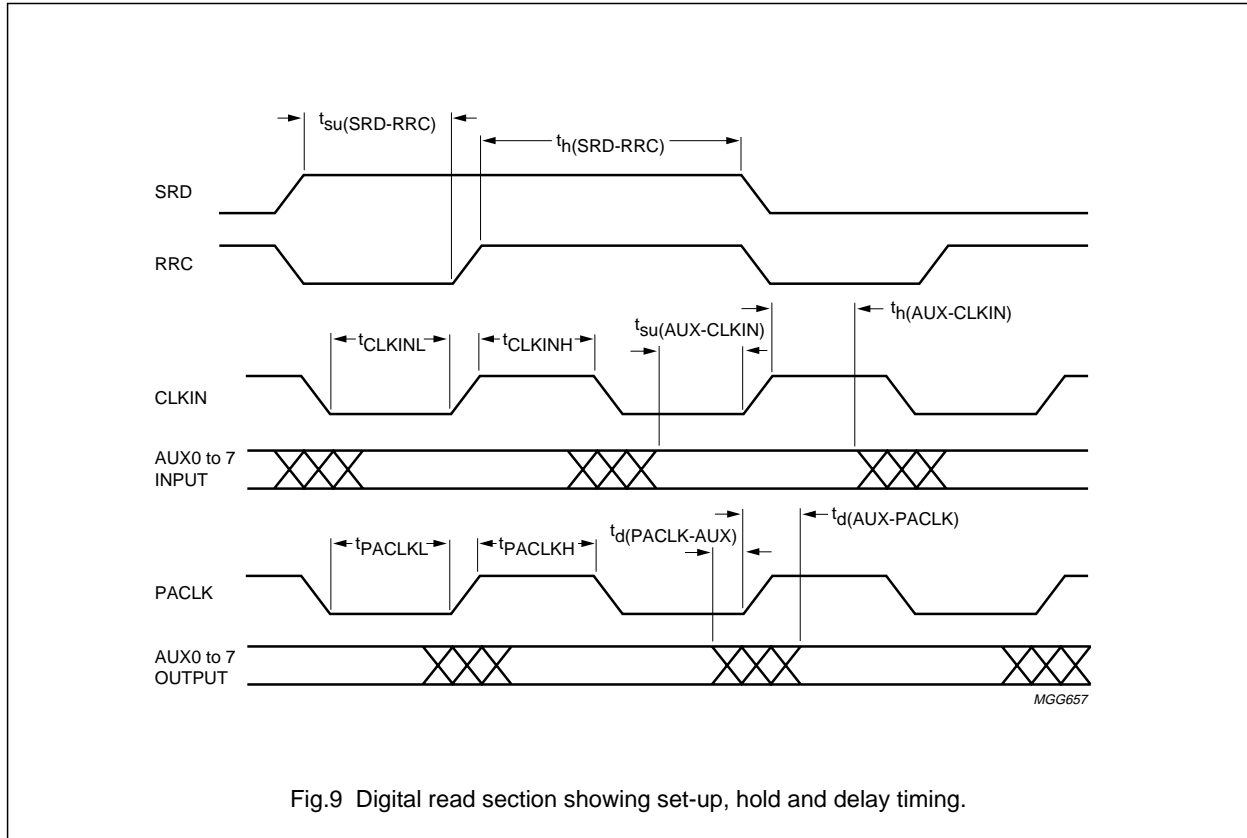 tsu(SRD-RRC)
th(SRD-RRC)
SRD
RRC
tsu(AUX-CLKIN)
th(AUX-CLKIN)
tCLKINL
tCLKINH
CLKIN
AUX0 to 7
INPUT
td(PACLK-AUX)
td(AUX-PACLK)
tPACLKL
tPACLKH
PACLK
AUX0 to 7
OUTPUT
MGG657
Fig.9 Digital read section showing set-up, hold and delay timing.